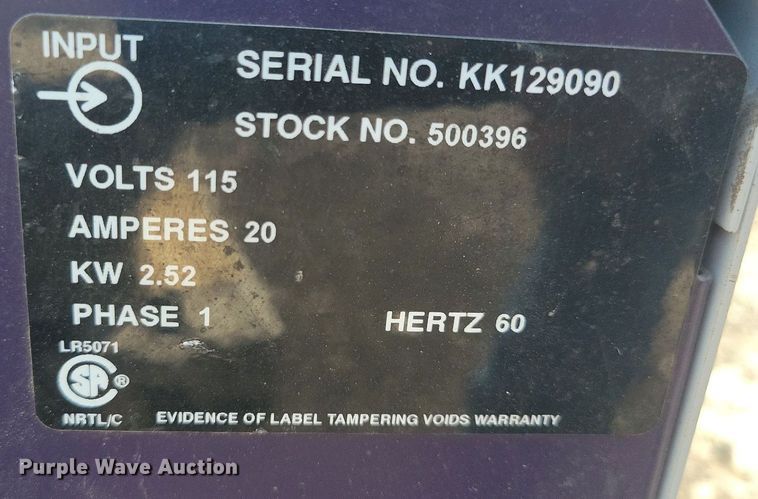 INPUT
SERIAL NO. KK129090
STOCK NO. 500396
VOLTS 115
AMPERES 20
KW 2.52
PHASE 1
HERTZ 60
LR5071
SA ®
NRTL/C
EVIDENCE OF LABEL TAMPERING VOIDS WARRANTY
Purple Wave Auction